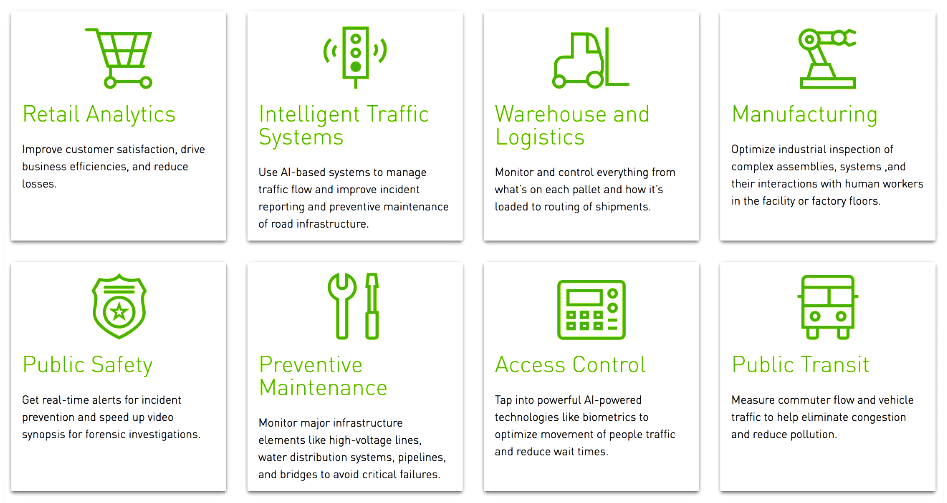 Retail Analytics
Improve customer satisfaction, drive
business efficiencies, and reduce
losses.
Intelligent Traffic
Systems
Use AI-based systems to manage
traffic flow and improve incident
reporting and preventive maintenance
of road infrastructure.
Warehouse and
Logistics
Monitor and control everything from
what's on each pallet and how it's
loaded to routing of shipments.
Manufacturing
Optimize industrial inspection of
complex assemblies, systems ,and
their interactions with human workers
in the facility or factory floors.
Public Safety
Get real-time alerts for incident
prevention and speed up video
synopsis for forensic investigations.
Preventive
Maintenance
Monitor major infrastructure
elements like high-voltage lines,
water distribution systems, pipelines,
and bridges to avoid critical failures.
Access Control
Tap into powerful AI-powered
technologies like biometrics to
optimize movement of people traffic
and reduce wait times.
Public Transit
Measure commuter flow and vehicle
traffic to help eliminate congestion
and reduce pollution.